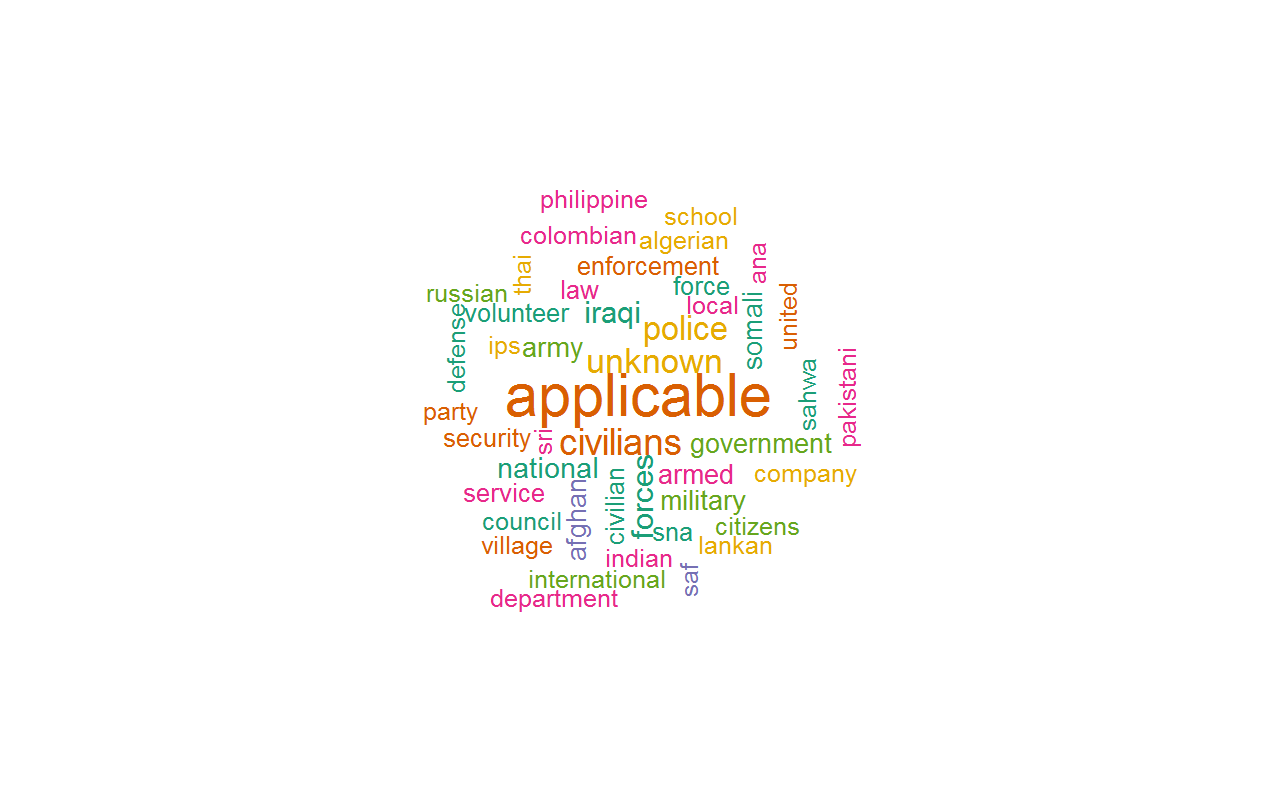 philippine
school
colombian
algerian
ana
thai
enforcement
russian
law
force
local
united
defense
volunteer
iraqi
police
somali
ips
army
unknown
applicable
sahwa
pakistani
party
security
sri
civilians
government
national
armed
company
service
afghan
civilian
forces
military
council
sna
citizens
village
lankan
indian
international
saf
department